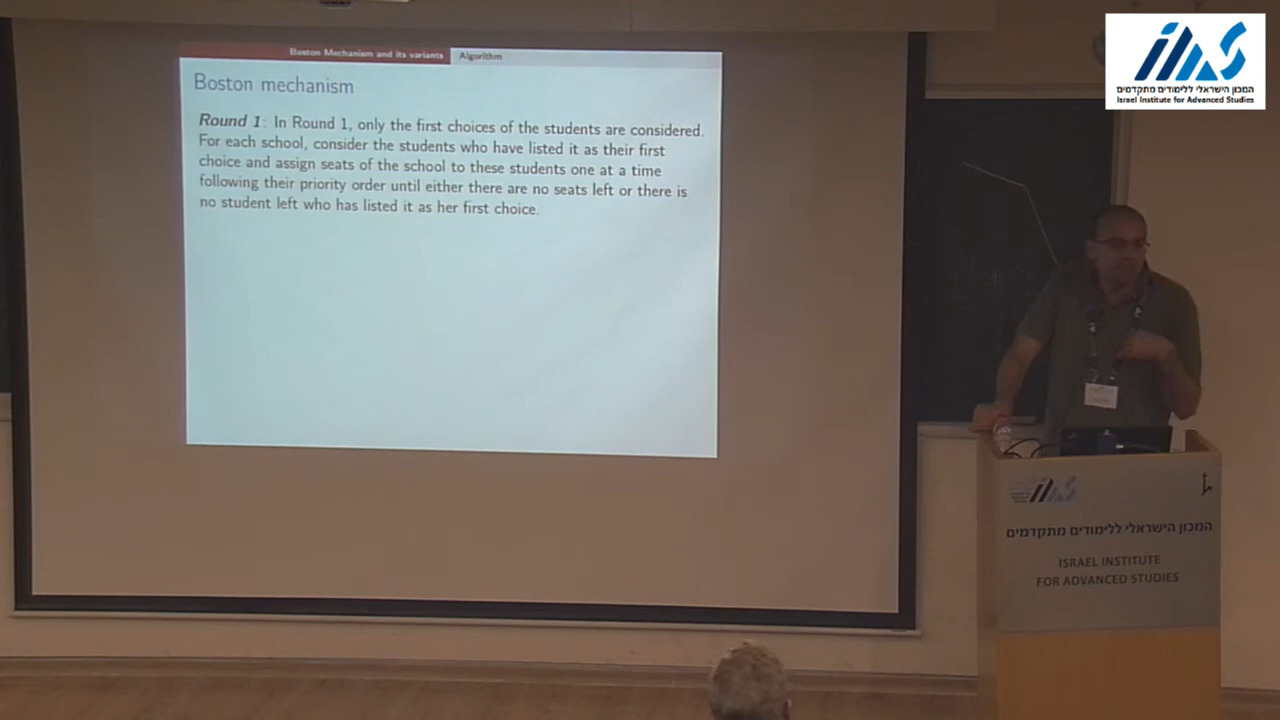 Boston Mechanism and its variants
Algorithm
Boston mechanism
Round 1: In Round 1, only the first choices of the students are considered.
For each school, consider the students who have listed it as their first
choice and assign seats of the school to these students one at a time
following their priority order until either there are no seats left or there is
no student left who has listed it as her first choice.
המכון הישראלי ללימודים מתקדמים
Israel Institute for Advanced Studies
המכון הישראלי ללימודים מתקדמים
ISRAEL INSTITUTE
FOR ADVANCED STUDIES